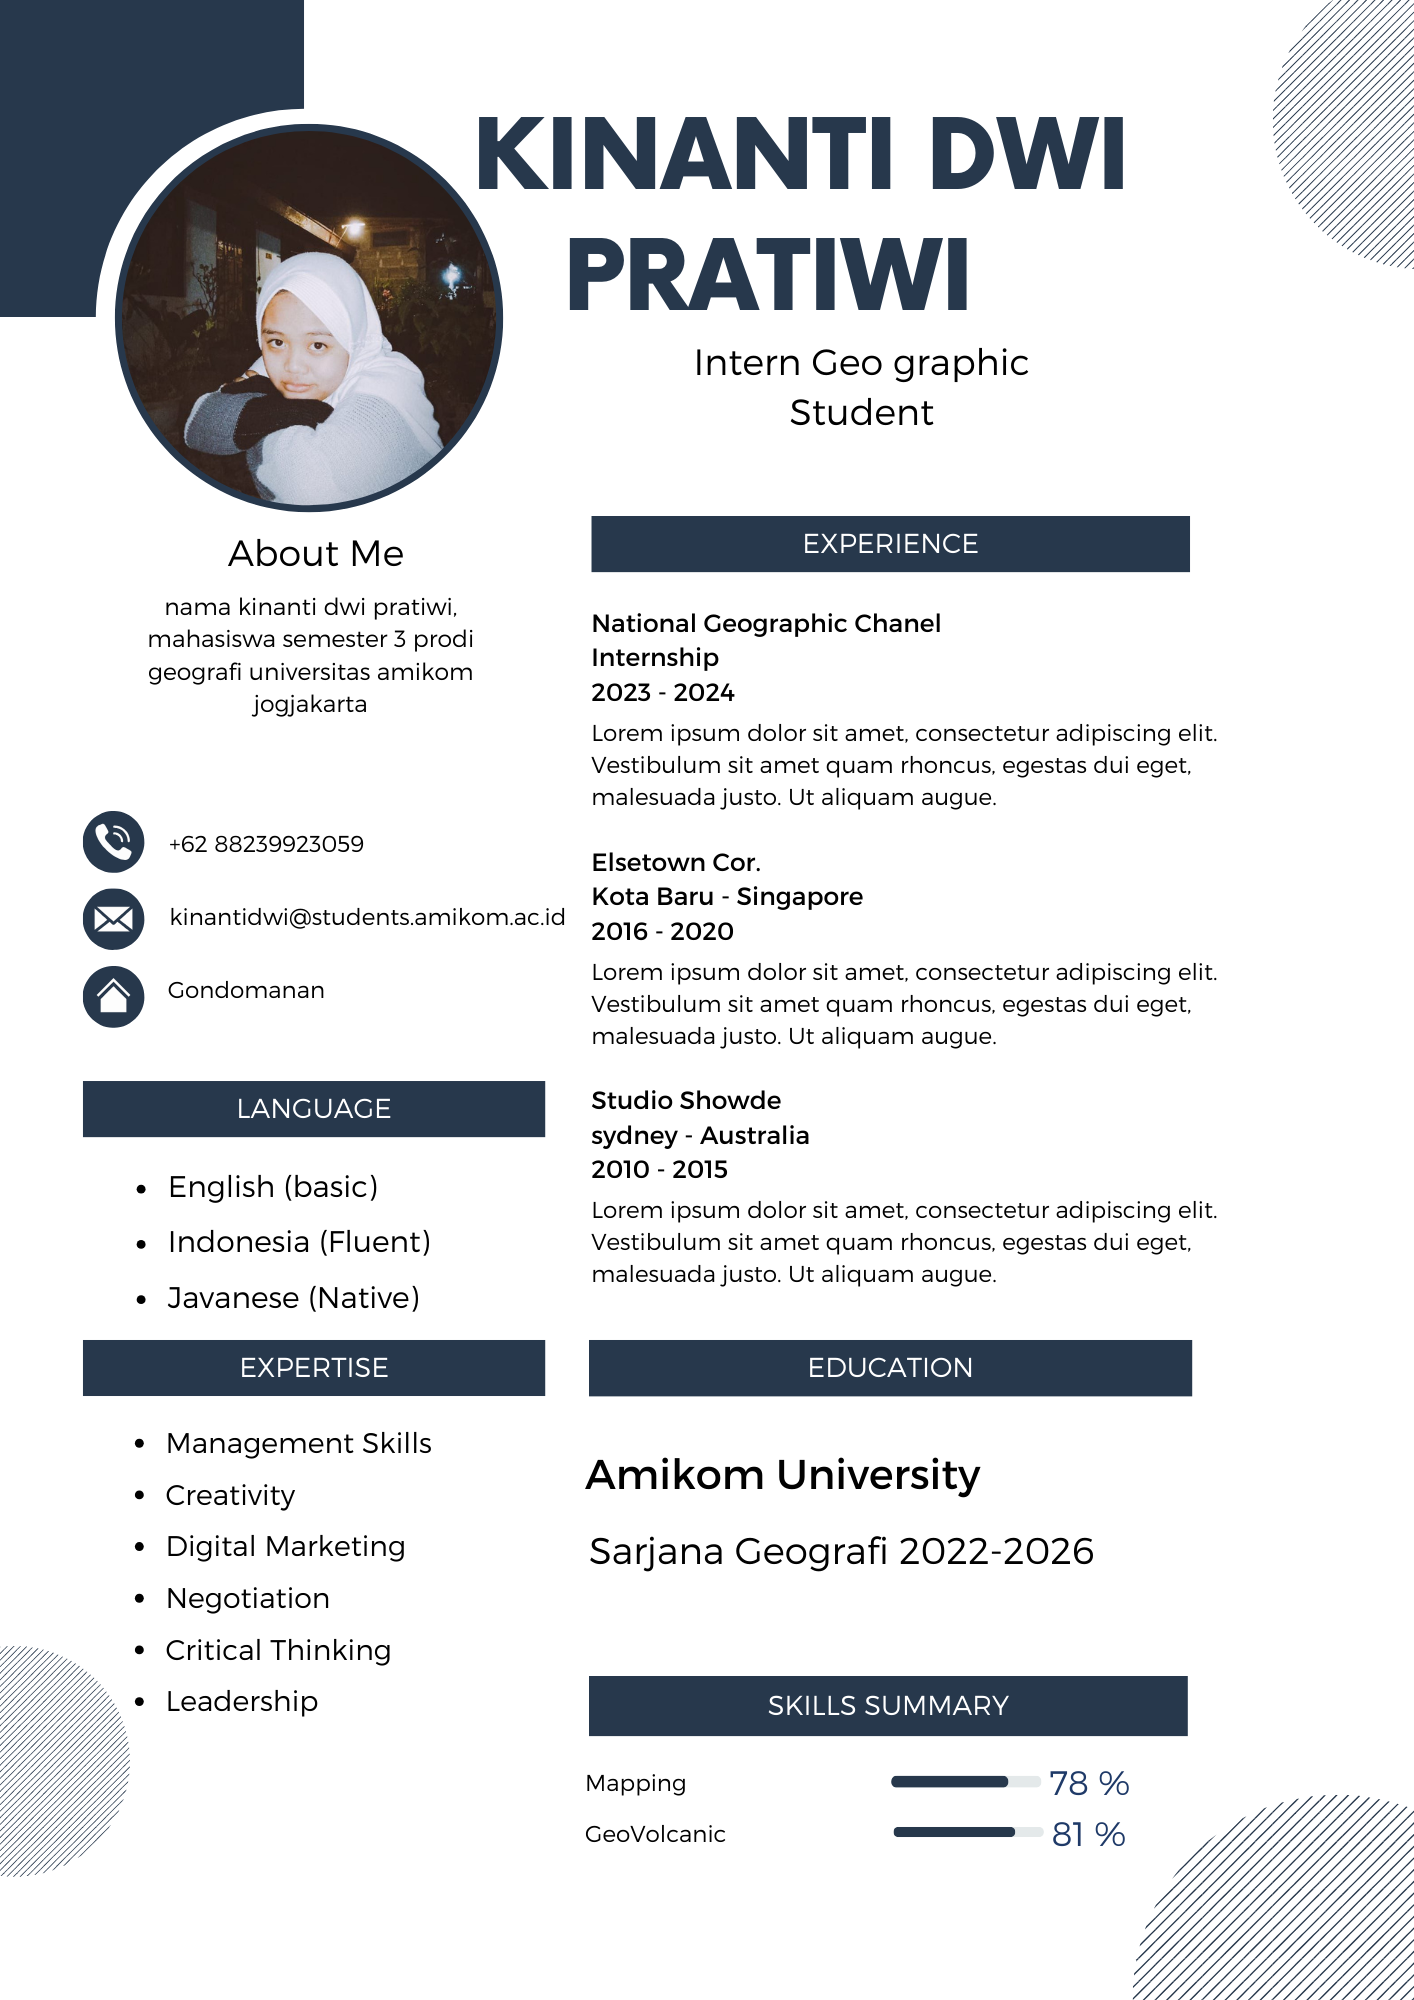 KINANTI DWI
PRATIWI
Intern Geo graphic
Student
About Me
nama kinanti dwi pratiwi,
mahasiswa semester 3 prodi
geografi universitas amikom
jogjakarta
+62 88239923059
kinantidwi@students.amikom.ac.id
Gondomanan
LANGUAGE
English (basic)
Indonesia (Fluent)
Javanese (Native)
EXPERTISE
Management Skills
Creativity
Digital Marketing
Negotiation
Critical Thinking
Leadership
EXPERIENCE
National Geographic Chanel
Internship
2023 - 2024
Lorem ipsum dolor sit amet, consectetur adipiscing elit.
Vestibulum sit amet quam rhoncus, egestas dui eget,
malesuada justo. Ut aliquam augue.
Elsetown Cor.
Kota Baru - Singapore
2016 - 2020
Lorem ipsum dolor sit amet, consectetur adipiscing elit.
Vestibulum sit amet quam rhoncus, egestas dui eget,
malesuada justo. Ut aliquam augue.
Studio Showde
sydney - Australia
2010 - 2015
Lorem ipsum dolor sit amet, consectetur adipiscing elit.
Vestibulum sit amet quam rhoncus, egestas dui eget,
malesuada justo. Ut aliquam augue.
EDUCATION
Amikom University
Sarjana Geografi 2022-2026
SKILLS SUMMARY
Mapping 78 %
GeoVolcanic 81 %